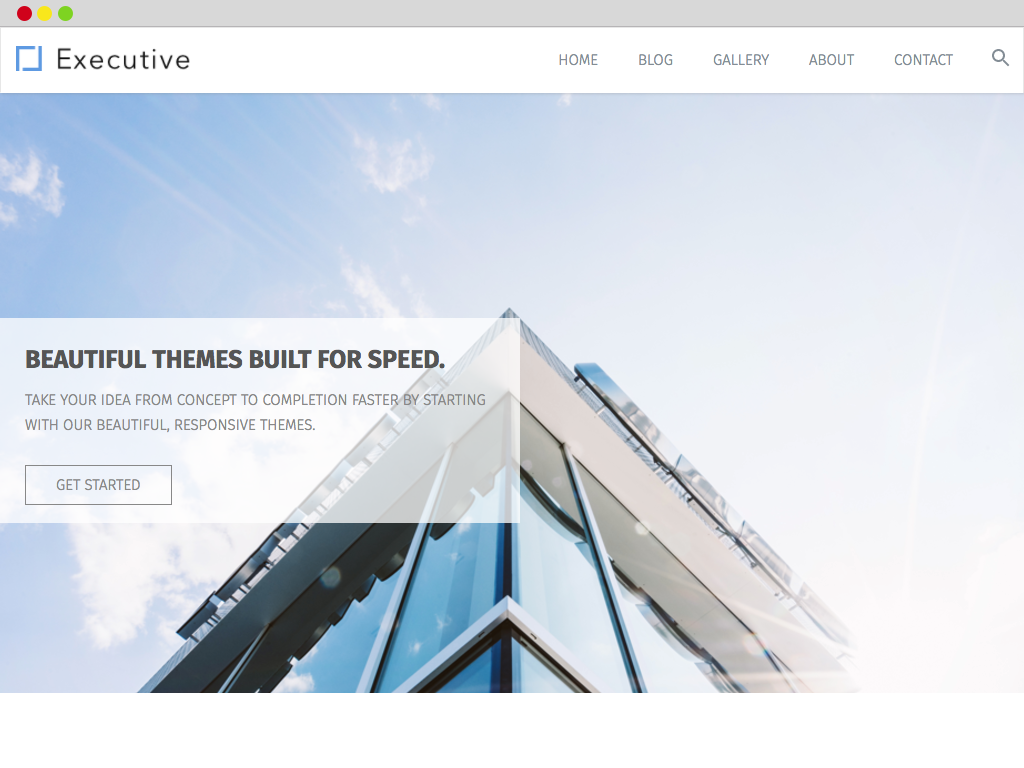 Executive
HOME BLOG GALLERY ABOUT CONTACT
BEAUTIFUL THEMES BUILT FOR SPEED.
TAKE YOUR IDEA FROM CONCEPT TO COMPLETION FASTER BY STARTING
WITH OUR BEAUTIFUL, RESPONSIVE THEMES.
GET STARTED